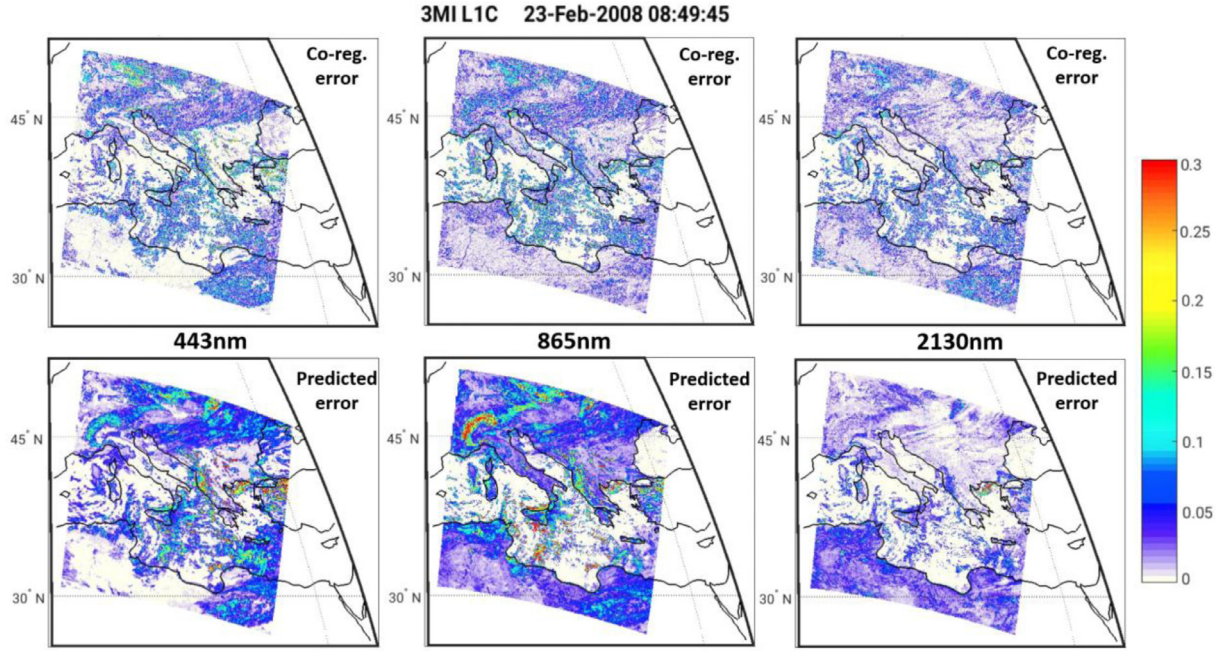 3MI L1C 23-Feb-2008 08:49:45
Co-reg. error
Co-reg. error
Co-reg. error
45° N
45° N
45° N
30° N
30° N
30° N
0.3
0.25
0.2
0.15
0.1
0.05
0
443nm
865nm
2130nm
Predicted error
Predicted error
Predicted error
45° N
45° N
45° N
30° N
30° N
30° N